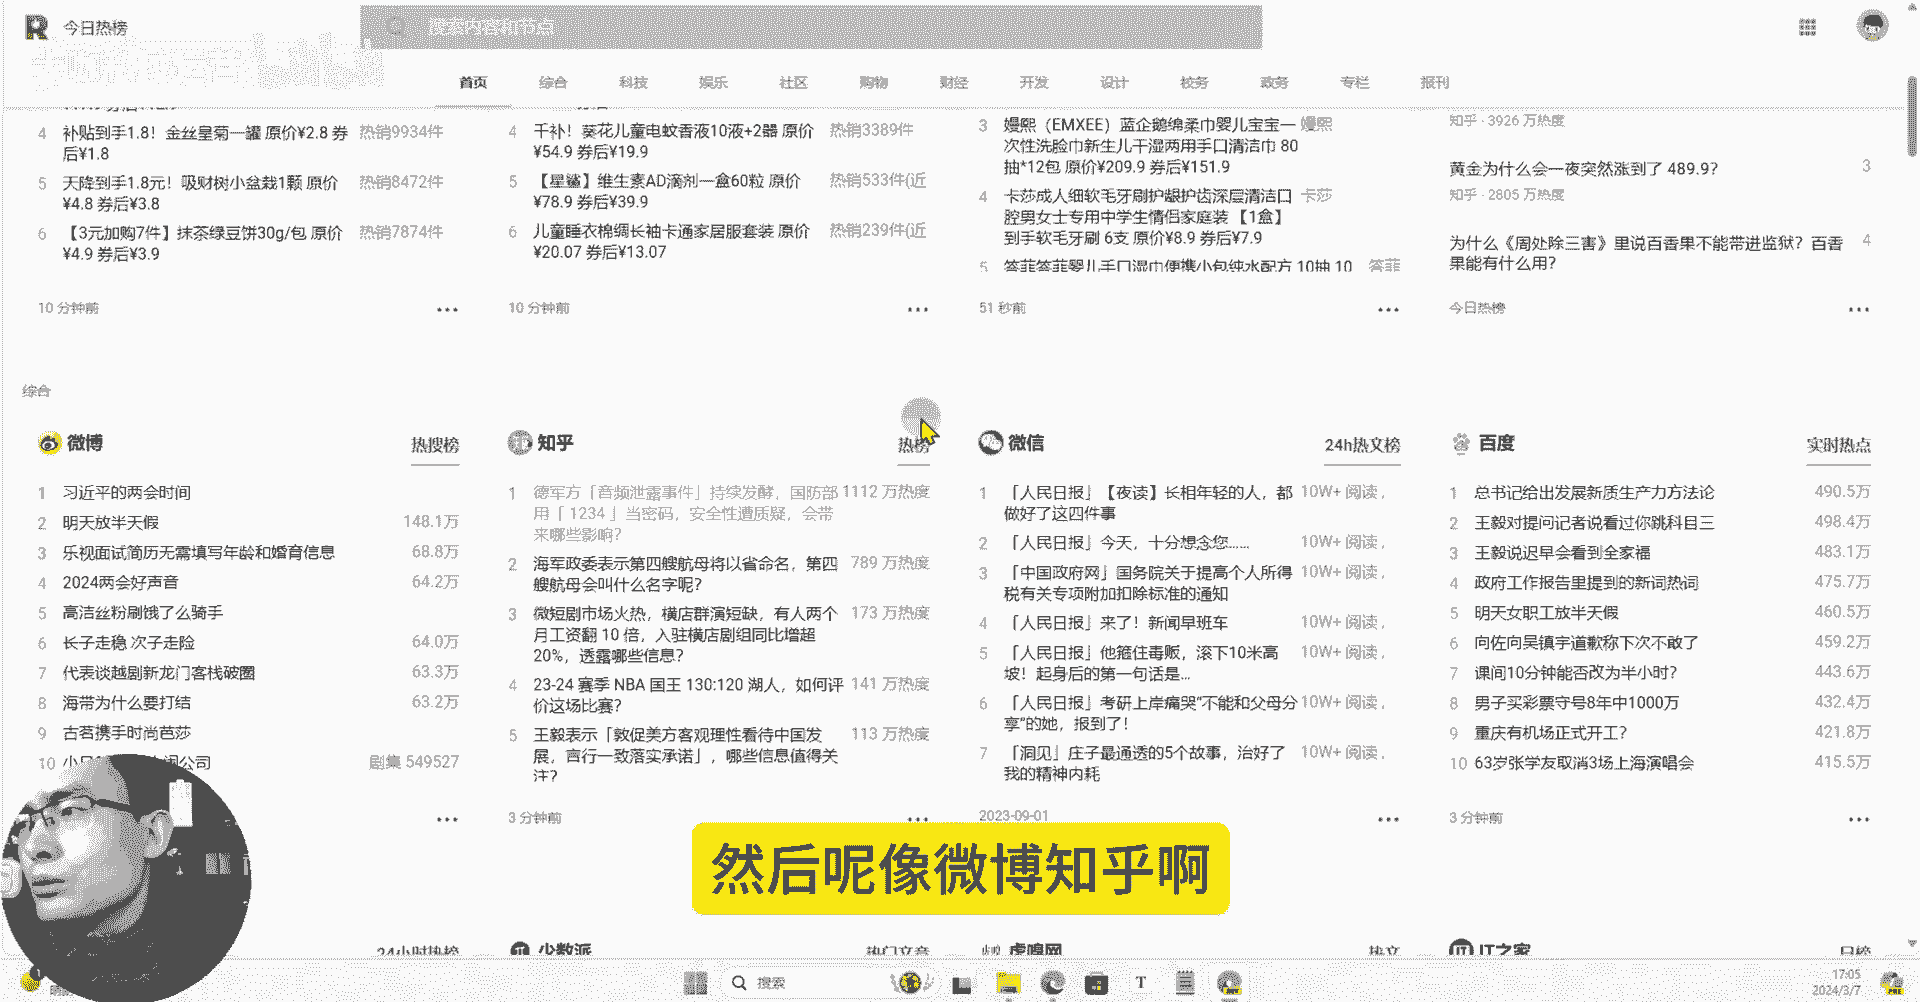 今日热榜
搜索内容和节点
首页 综合 科技 娱乐 社区 购物 财经 开发 设计 校务 政务 专栏 报刊
4 补贴到手1.8！金丝皇菊一罐 原价¥2.8 券 热销9934件
后¥1.8
5 天降到手1.8元！吸财树小盆栽1颗 原价 热销8472件
¥4.8 券后¥3.8
6 【3元加购7件】抹茶绿豆饼30g/包 原价 热销7874件
¥4.9 券后¥3.9
10 分钟前
4 千补！葵花儿童电蚊香液10液+2器 原价 热销3389件
¥54.9 券后¥19.9
5 【星鲨】维生素AD滴剂一盒60粒 原价 热销533件(近
¥78.9 券后¥39.9
6 儿童睡衣棉绸长袖卡通家居服套装 原价 热销239件(近
¥20.07 券后¥13.07
10 分钟前
3 嫚熙（EMXEE）蓝企鹅绵柔巾婴儿宝宝一 嫚熙
次性洗脸巾新生儿干湿两用手口清洁巾 80
抽*12包 原价¥209.9 券后¥151.9
4 卡莎成人细软毛牙刷护龈护齿深层清洁口 卡莎
腔男女士专用中学生情侣家庭装 【1盒】
到手软毛牙刷 6支 原价¥8.9 券后¥7.9
5 答菲答菲婴儿手口湿巾便携小包纯水配方 10抽 10 答菲
51 秒前
知乎 · 3926 万热度
黄金为什么会一夜突然涨到了 489.9？ 3
知乎 · 2805 万热度
为什么《周处除三害》里说百香果不能带进监狱？百香 4
果能有什么用？
今日热榜
综合
微博 热搜榜
1 习近平的两会时间
2 明天放半天假 148.1万
3 乐视面试简历无需填写年龄和婚育信息 68.8万
4 2024两会好声音 64.2万
5 高洁丝粉刷饿了么骑手
6 长子走稳 次子走险 64.0万
7 代表谈越剧新龙门客栈破圈 63.3万
8 海带为什么要打结 63.2万
9 古茗携手时尚芭莎
10 公司 剧集 549527
知乎 热榜
1 德军方「音频泄露事件」持续发酵，国防部 1112 万热度
用「 1234 」当密码，安全性遭质疑，会带
来哪些影响？
2 海军政委表示第四艘航母将以省命名，第四 789 万热度
艘航母会叫什么名字呢？
3 微短剧市场火热，横店群演短缺，有人两个 173 万热度
月工资翻 10 倍，入驻横店剧组同比增超
20%，透露哪些信息？
4 23-24 赛季 NBA 国王 130:120 湖人，如何评 141 万热度
价这场比赛？
5 王毅表示「敦促美方客观理性看待中国发 113 万热度
展，言行一致落实承诺」，哪些信息值得关
注？
3 分钟前
微信 24h热文榜
1 「人民日报」【夜读】长相年轻的人，都 10W+ 阅读，
做好了这四件事
2 「人民日报」今天，十分想念您…… 10W+ 阅读，
3 「中国政府网」国务院关于提高个人所得 10W+ 阅读，
税有关专项附加扣除标准的通知
4 「人民日报」来了！新闻早班车 10W+ 阅读，
5 「人民日报」他箍住毒贩，滚下10米高 10W+ 阅读，
坡！起身后的第一句话是…
6 「人民日报」考研上岸痛哭“不能和父母分 10W+ 阅读，
享”的她，报到了！
7 「洞见」庄子最通透的5个故事，治好了 10W+ 阅读，
我的精神内耗
2023-09-01
百度 实时热点
1 总书记给出发展新质生产力方法论 490.5万
2 王毅对提问记者说看过你跳科目三 498.4万
3 王毅说迟早会看到全家福 483.1万
4 政府工作报告里提到的新词热词 475.7万
5 明天女职工放半天假 460.5万
6 向佐向吴镇宇道歉称下次不敢了 459.2万
7 课间10分钟能否改为半小时？ 443.6万
8 男子买彩票守号8年中1000万 432.4万
9 重庆有机场正式开工？ 421.8万
10 63岁张学友取消3场上海演唱会 415.5万
3 分钟前
然后呢像微博知乎啊
24小时热榜
少数派 热门文章
虎嗅网 热文
IT之家 日榜
搜索
17:05
2024/3/7